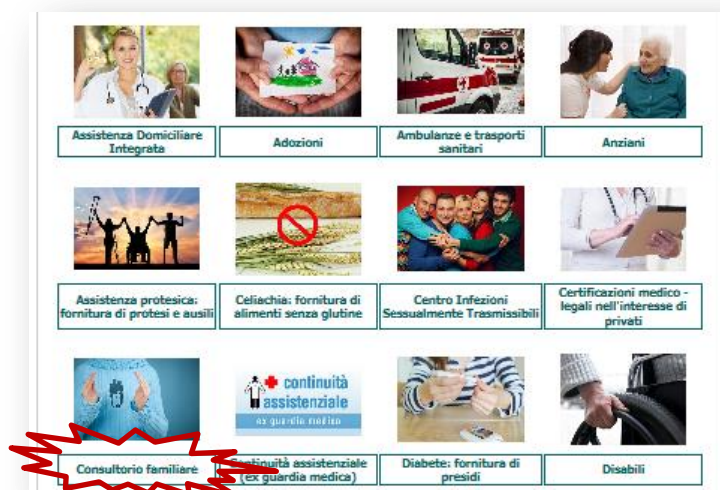 Assistenza Domiciliare
Integrata
Adozioni
Ambulanze e trasporti
sanitari
Anziani
Assistenza protesica:
fornitura di protesi e ausili
Celiachia: fornitura di
alimenti senza glutine
Centro Infezioni
Sessualmente Trasmissibili
Certificazioni medico -
legali nell'interesse di
privati
continuità
assistenziale
ex guardia medica
Consultorio familiare
Continuità assistenziale
(ex guardia medica)
Diabete: fornitura di
presidi
Disabili